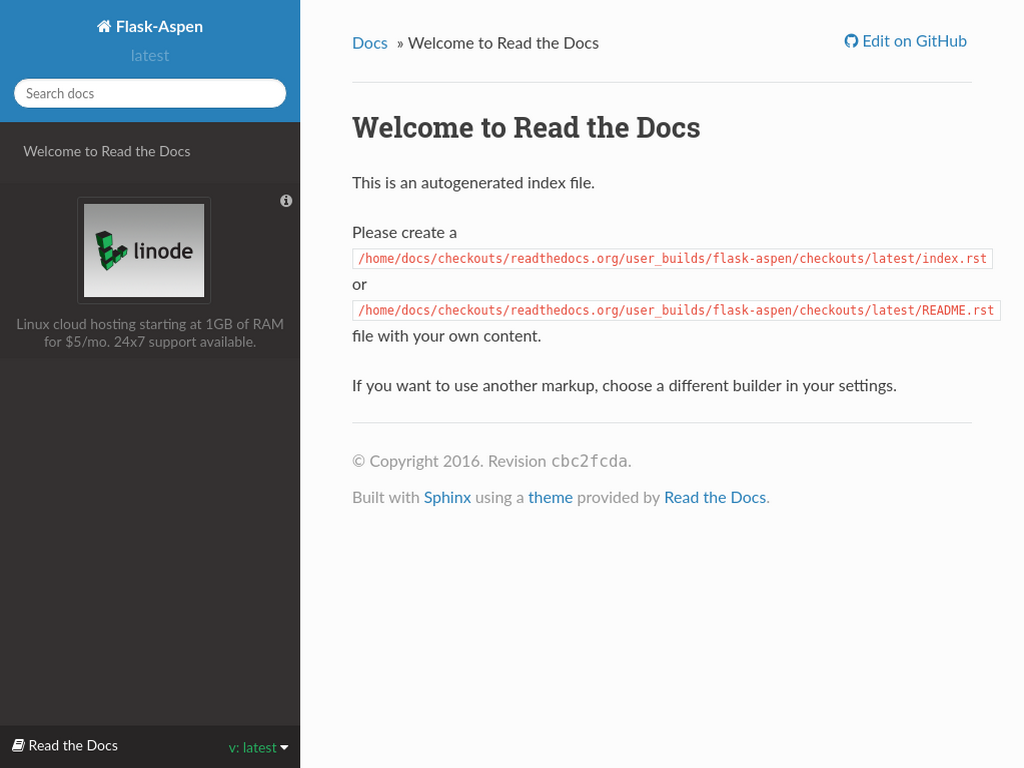 Flask-Aspen
latest
Search docs
Welcome to Read the Docs
linode
Linux cloud hosting starting at 1GB of RAM
for $5/mo. 24x7 support available.
Read the Docs
v: latest
Docs » Welcome to Read the Docs
Edit on GitHub
Welcome to Read the Docs
This is an autogenerated index file.
Please create a
/home/docs/checkouts/readthedocs.org/user_builds/flask-aspen/checkouts/latest/index.rst
or
/home/docs/checkouts/readthedocs.org/user_builds/flask-aspen/checkouts/latest/README.rst
file with your own content.
If you want to use another markup, choose a different builder in your settings.
© Copyright 2016. Revision cbc2fcda.
Built with Sphinx using a theme provided by Read the Docs.